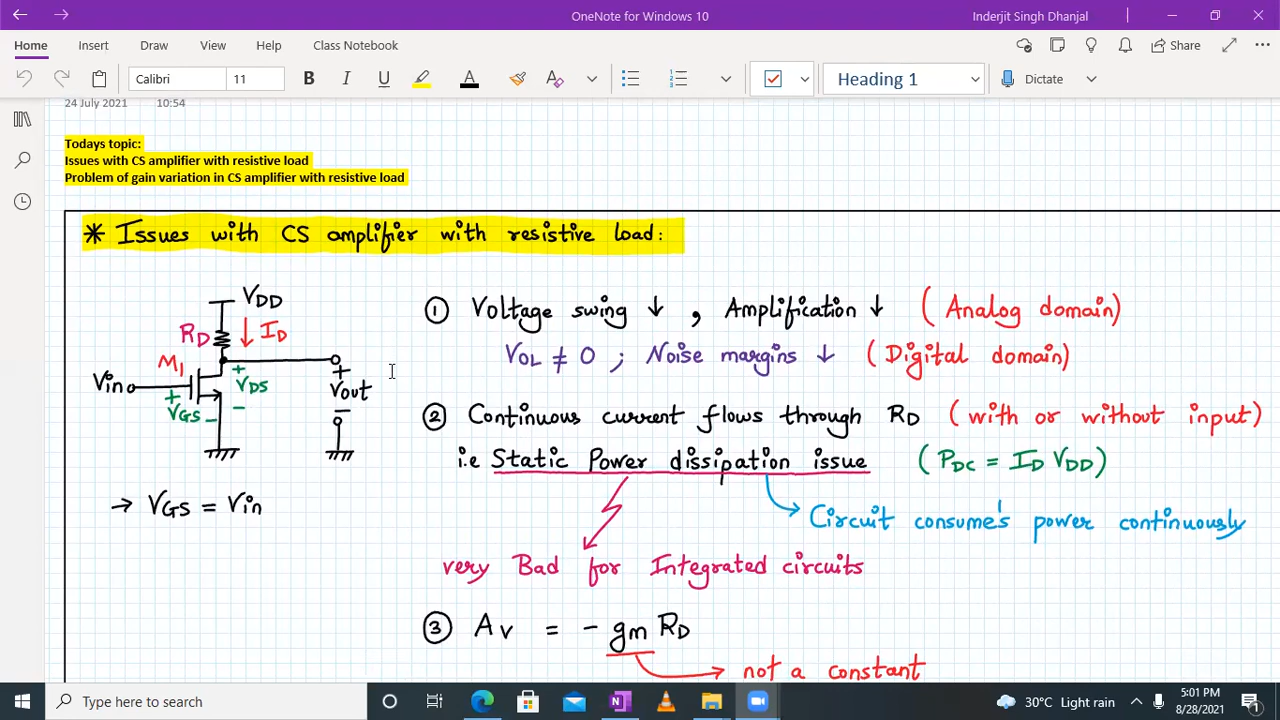 OneNote for Windows 10
Inderjit Singh Dhanjal
Home Insert Draw View Help Class Notebook
Share
Calibri 11 B I U A Heading 1 Dictate
24 July 2021 10:54
Todays topic:
Issues with CS amplifier with resistive load
Problem of gain variation in CS amplifier with resistive load
* Issues with CS amplifier with resistive load:
VDD
RD ID
M1
Vin
+ VDS −
+ VGS −
+ Vout −
→ VGS = Vin
① Voltage swing ↓ , Amplification ↓ (Analog domain)
VOL ≠ 0 ; Noise margins ↓ (Digital domain)
② Continuous current flows through RD (with or without input)
i.e Static Power dissipation issue (PDC = ID VDD)
Circuit consume's power continuously
very Bad for Integrated circuits
③ Av = − gm RD
not a constant
Type here to search
30°C Light rain
5:01 PM
8/28/2021
1